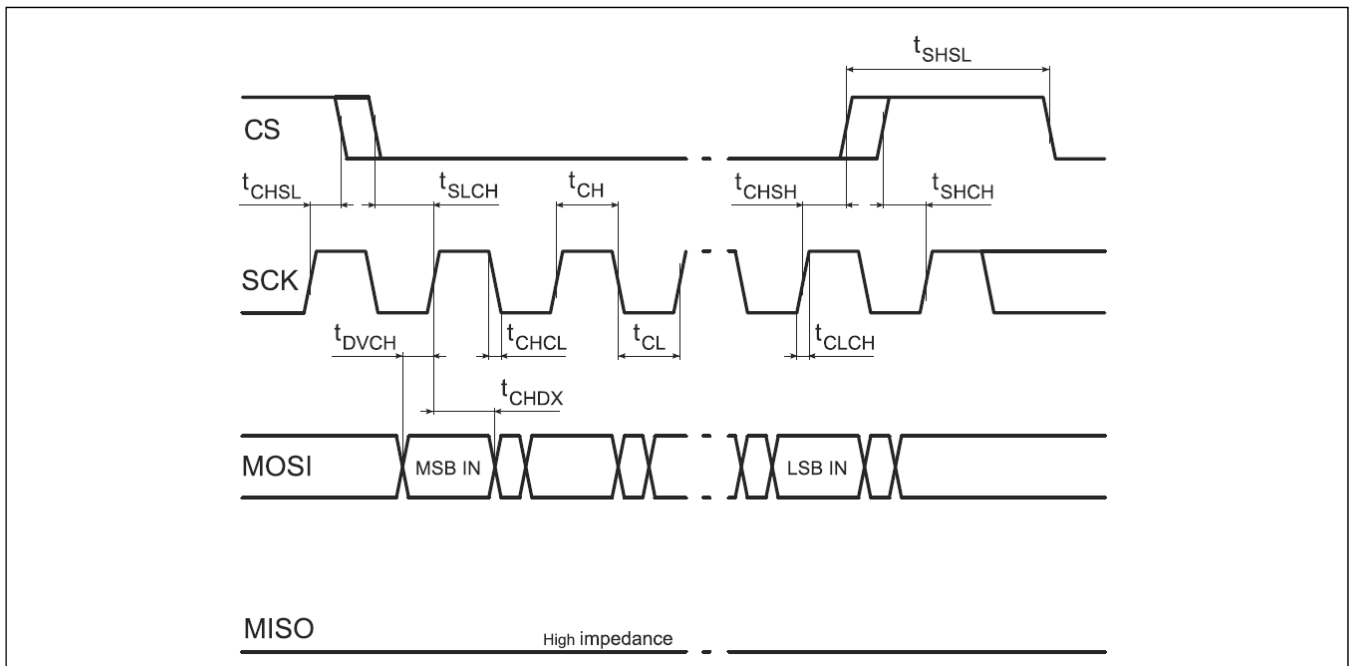 tSHSL
CS
tCHSL tSLCH tCH tCHSH tSHCH
SCK
tDVCH tCHCL tCL tCLCH
tCHDX
MOSI MSB IN LSB IN
MISO High impedance